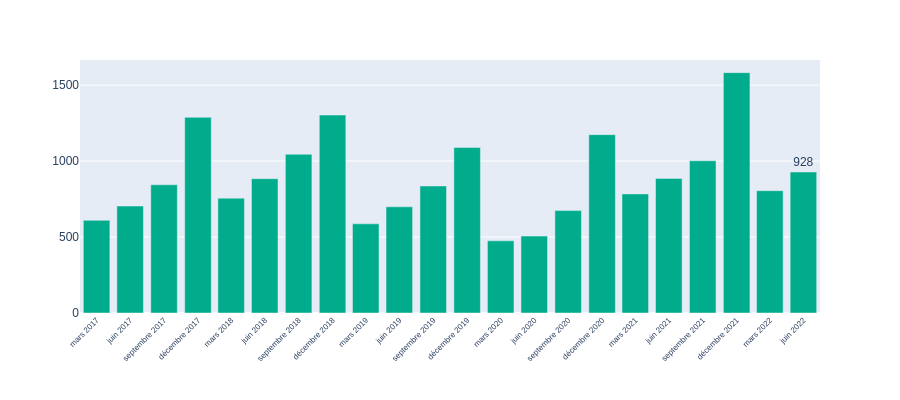 1500
1000
500
0
928
mars 2017
juin 2017
septembre 2017
décembre 2017
mars 2018
juin 2018
septembre 2018
décembre 2018
mars 2019
juin 2019
septembre 2019
décembre 2019
mars 2020
juin 2020
septembre 2020
décembre 2020
mars 2021
juin 2021
septembre 2021
décembre 2021
mars 2022
juin 2022